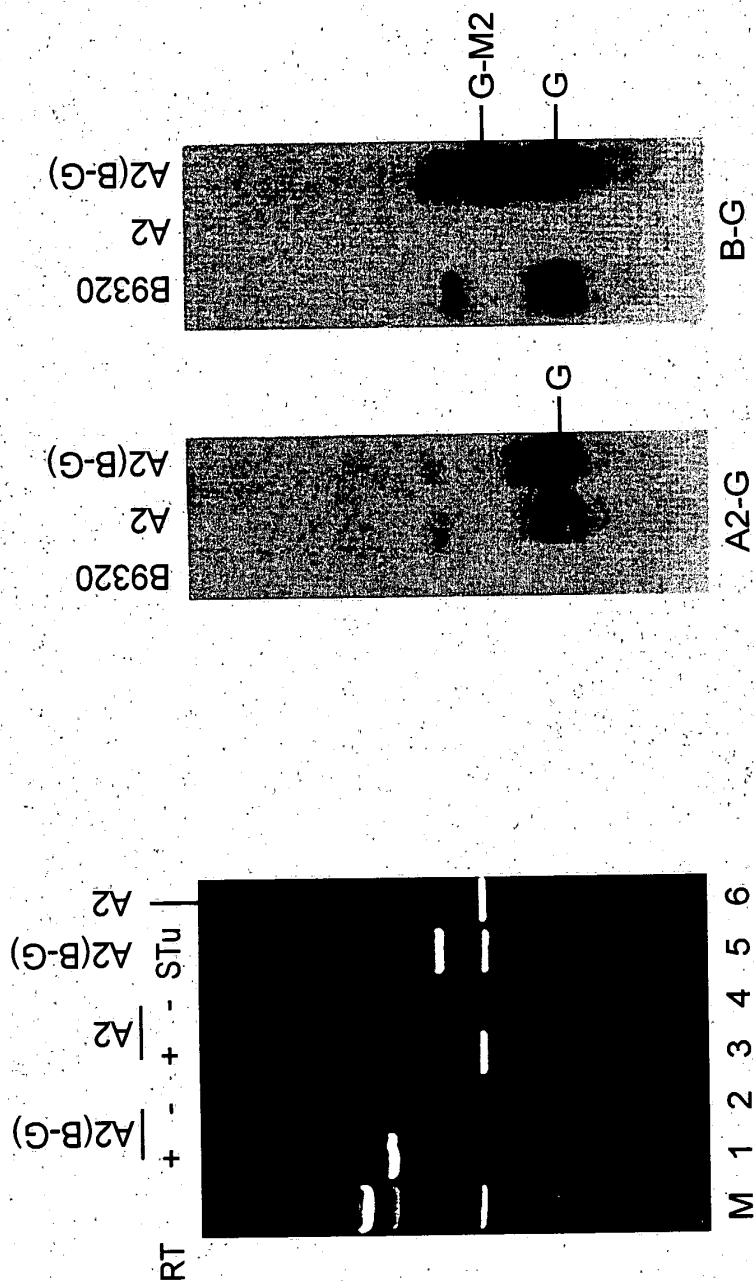 A2(B-G) A2 A2(B-G) A2
RT + - + - STu
M 1 2 3 4 5 6
B9320
A2
A2(B-G)
G
A2-G
B9320
A2
A2(B-G)
G-M2
G
B-G